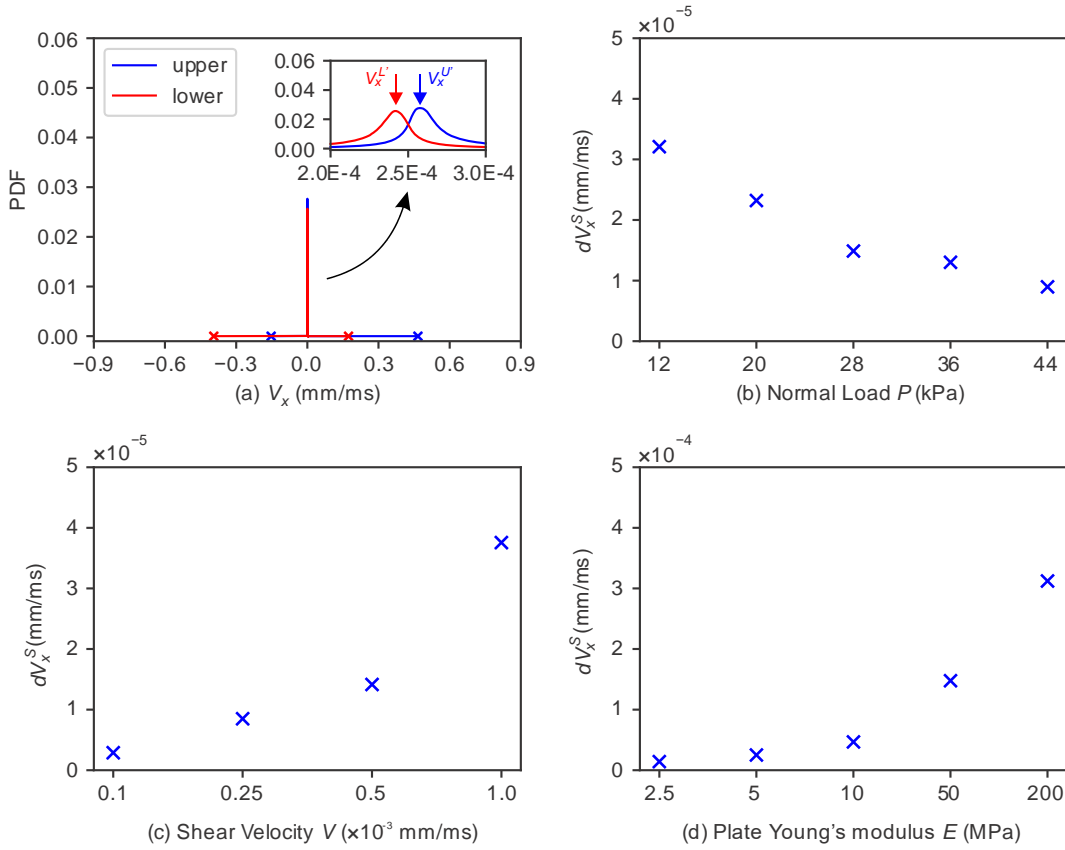 0.06
0.05
0.04
0.03
0.02
0.01
0.00
PDF
upper
lower
0.06
0.04
0.02
0.00
V_x^L'
V_x^U'
2.0E-4 2.5E-4 3.0E-4
−0.9 −0.6 −0.3 0.0 0.3 0.6 0.9
(a) V_x (mm/ms)
×10^−5
5
4
3
2
1
0
dV_x^S (mm/ms)
12 20 28 36 44
(b) Normal Load P (kPa)
×10^−5
5
4
3
2
1
0
dV_x^S (mm/ms)
0.1 0.25 0.5 1.0
(c) Shear Velocity V (×10^-3 mm/ms)
×10^−4
5
4
3
2
1
0
dV_x^S (mm/ms)
2.5 5 10 50 200
(d) Plate Young's modulus E (MPa)